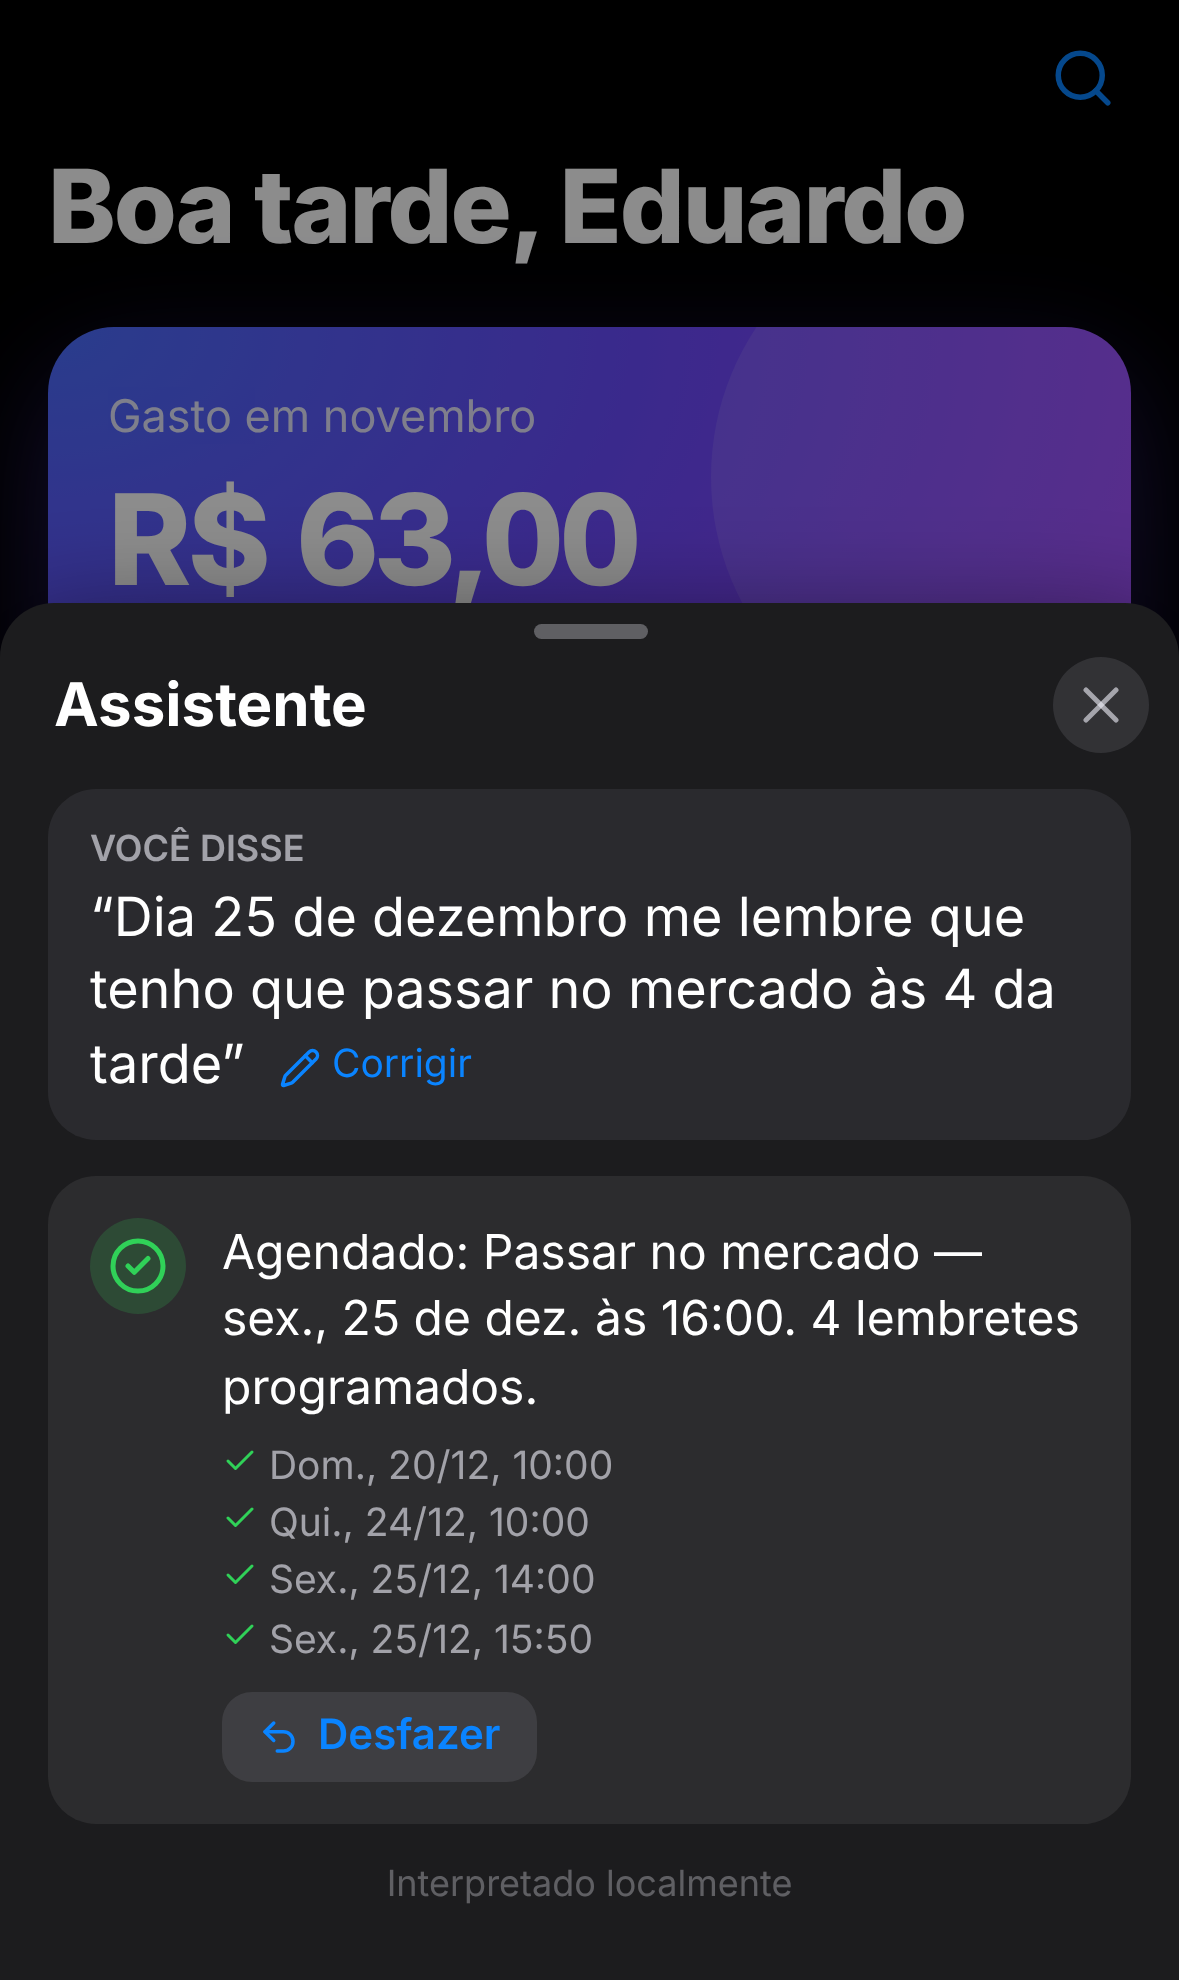 Boa tarde, Eduardo
Gasto em novembro
R$ 63,00
Assistente
VOCÊ DISSE
“Dia 25 de dezembro me lembre que
tenho que passar no mercado às 4 da
tarde” Corrigir
Agendado: Passar no mercado —
sex., 25 de dez. às 16:00. 4 lembretes
programados.
Dom., 20/12, 10:00
Qui., 24/12, 10:00
Sex., 25/12, 14:00
Sex., 25/12, 15:50
Desfazer
Interpretado localmente